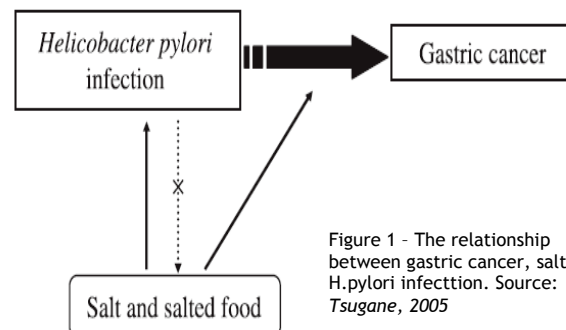 Helicobacter pylori
infection
Gastric cancer
x
Salt and salted food
Figure 1 - The relationship
between gastric cancer, salt
H.pylori infecttion. Source:
Tsugane, 2005